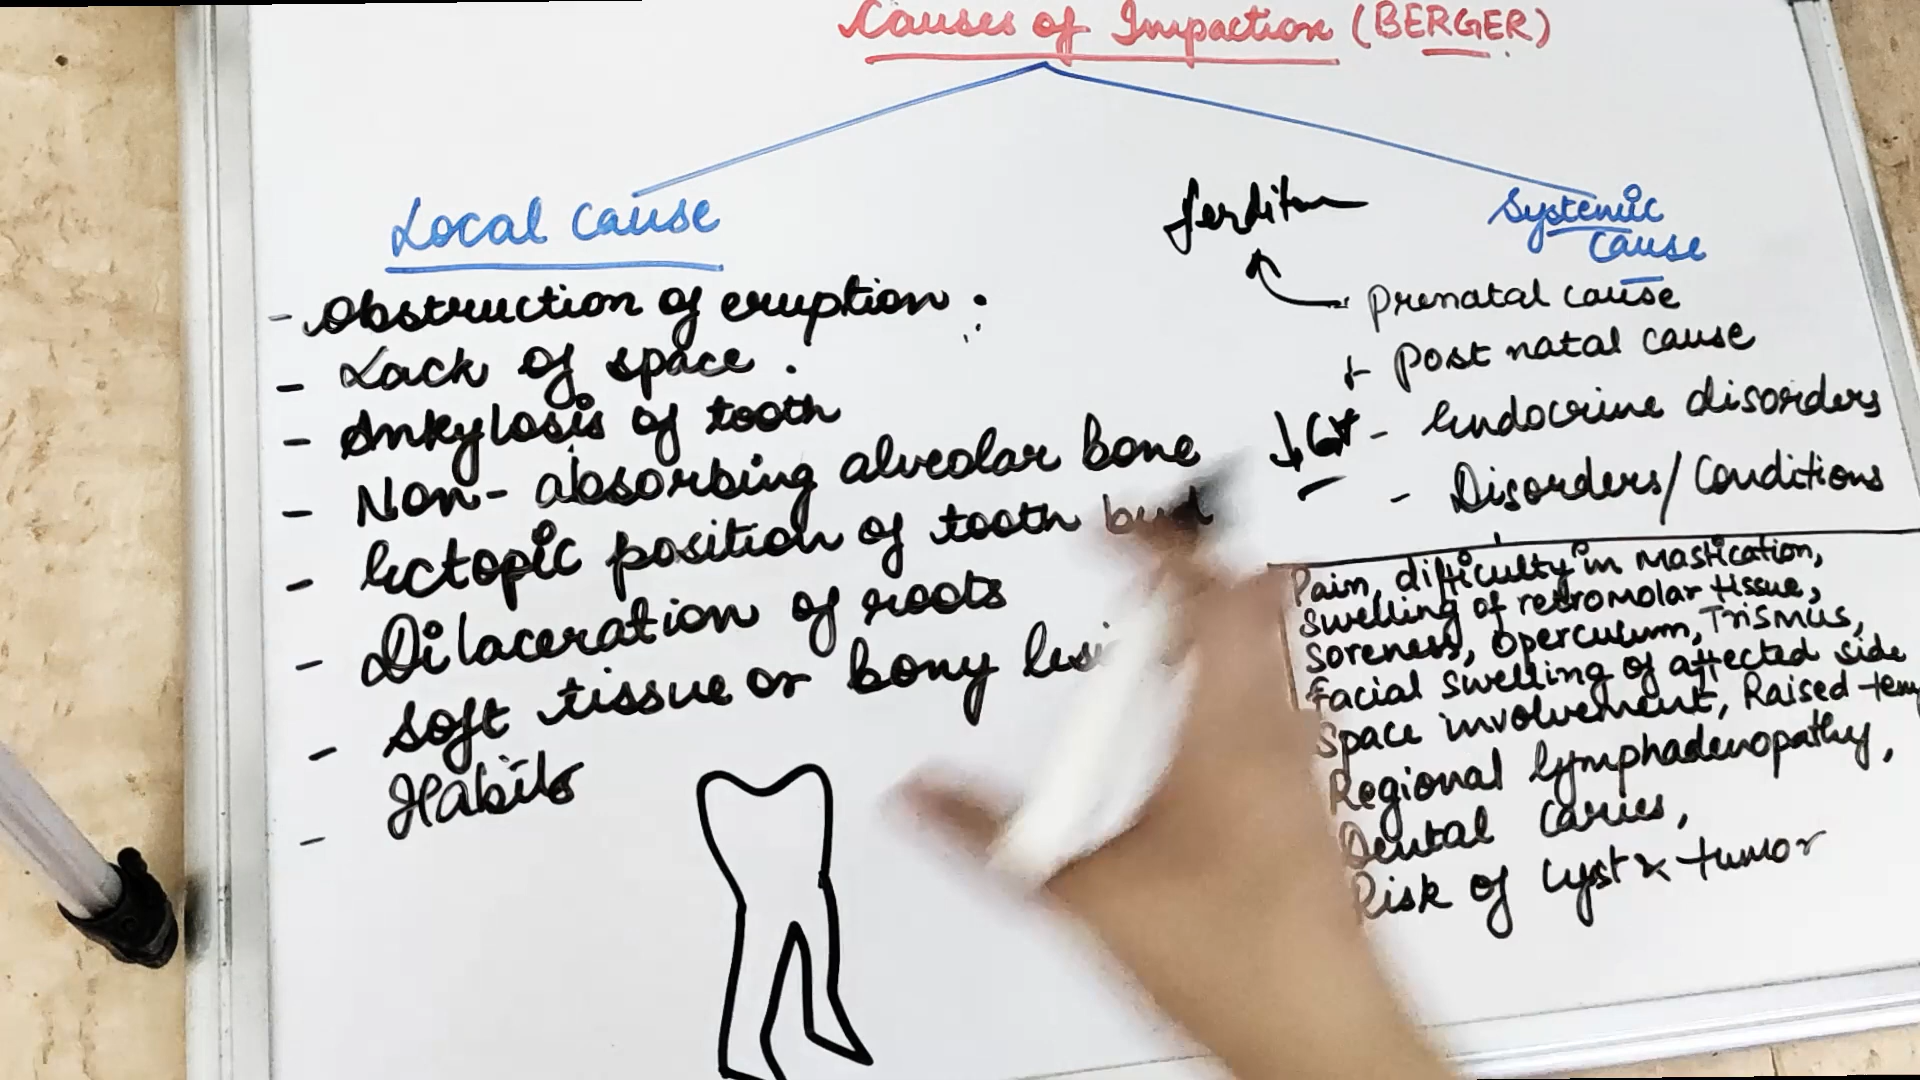 Causes of Impaction (BERGER)
Local cause
- Obstruction of eruption .
- Lack of space .
- Ankylosis of tooth
- Non-absorbing alveolar bone
- Ectopic position of tooth bud
- Dilaceration of roots
- Soft tissue or bony lesi
- Habits
Systemic
cause
Prenatal cause
+ Post natal cause
- Endocrine disorders
- Disorders/Conditions
Pain, difficulty in Mastication,
Swelling of retromolar tissue,
Soreness, Operculum, Trismus,
Facial swelling of affected side
Space involvement, Raised temp
Regional lymphadenopathy,
Dental caries,
Risk of cyst & tumor